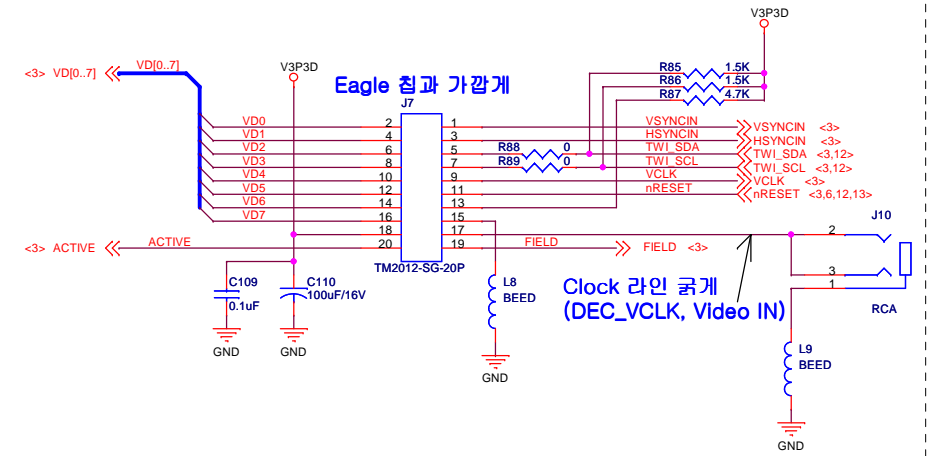 V3P3D
<3> VD[0..7]
VD[0..7]
V3P3D
Eagle 칩과 가깝게
R85 1.5K
R86 1.5K
R87 4.7K
J7
VD0 2 1 VSYNCIN VSYNCIN <3>
VD1 4 3 HSYNCIN HSYNCIN <3>
VD2 6 5 R88 0 TWI_SDA TWI_SDA <3,12>
VD3 8 7 R89 0 TWI_SCL TWI_SCL <3,12>
VD4 10 9 VCLK VCLK <3>
VD5 12 11 nRESET nRESET <3,6,12,13>
VD6 14 13
VD7 16 15
18 17
<3> ACTIVE ACTIVE 20 19 FIELD FIELD <3>
TM2012-SG-20P
J10
2
3
1
RCA
C109
0.1uF
C110
100uF/16V
L8
BEED
Clock 라인 굵게
(DEC_VCLK, Video IN)
L9
BEED
GND
GND
GND
GND